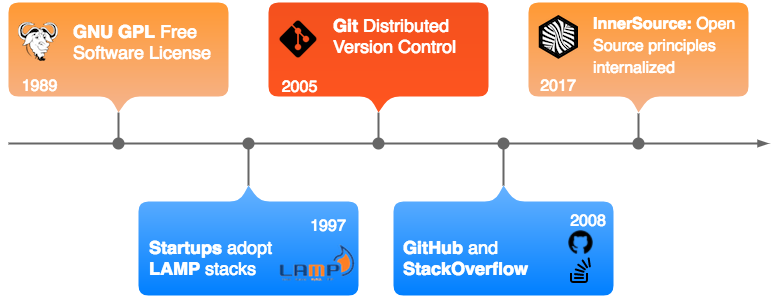 GNU GPL Free
Software License
1989
GIt Distributed
Version Control
2005
InnerSource: Open
Source principles
internalized
2017
1997
Startups adopt
LAMP stacks
LAMP
2008
GitHub and
StackOverflow